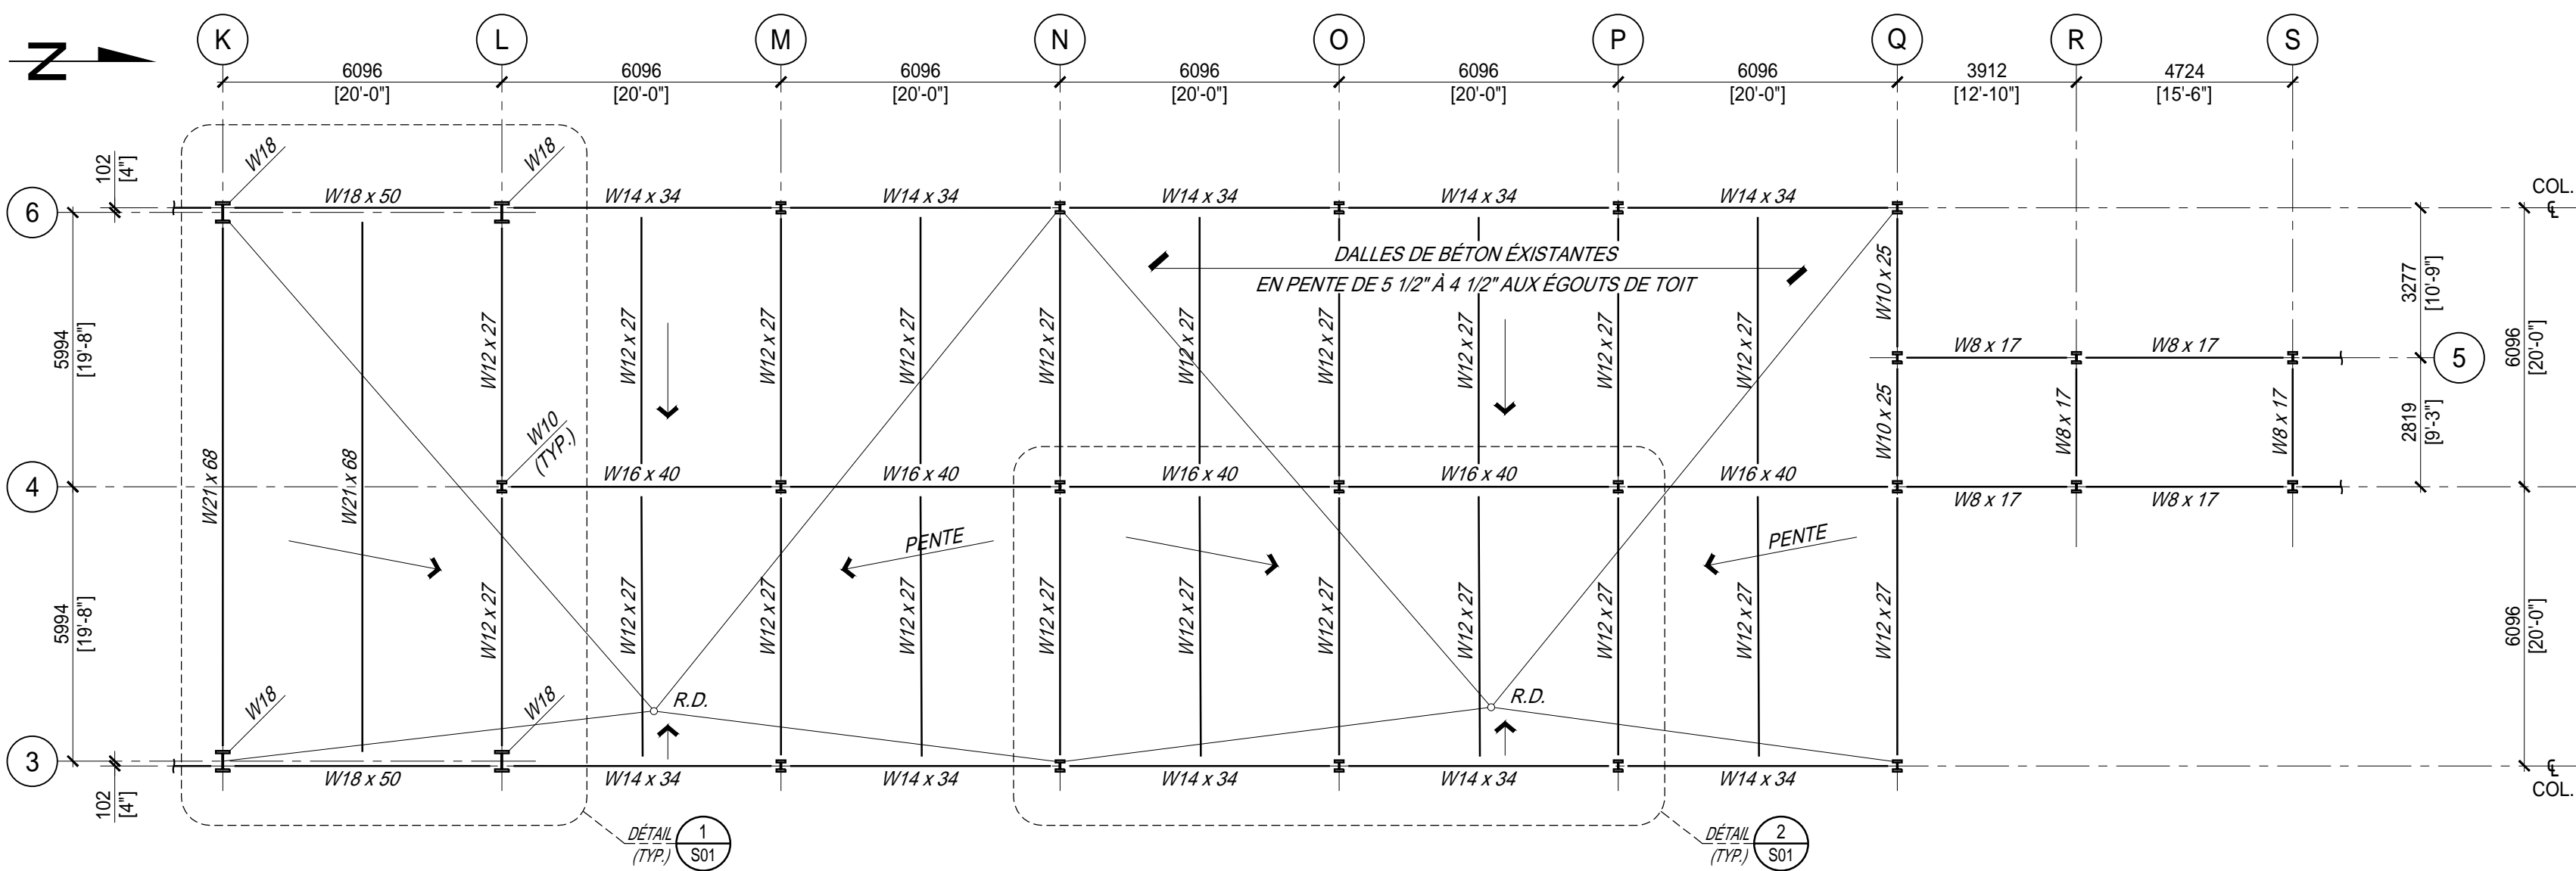 N
K L M N O P Q R S
6096 6096 6096 6096 6096 6096 3912 4724
[20'-0"] [20'-0"] [20'-0"] [20'-0"] [20'-0"] [20'-0"] [12'-10"] [15'-6"]
102
[4"]
W18 W18
COL.
℄
6
W18 x 50 W14 x 34 W14 x 34 W14 x 34 W14 x 34 W14 x 34
DALLES DE BÉTON ÉXISTANTES
EN PENTE DE 5 1/2" À 4 1/2" AUX ÉGOUTS DE TOIT
W10 x 25
3277
[10'-9"]
5994
[19'-8"]
W12 x 27 W12 x 27 W12 x 27 W12 x 27 W12 x 27 W12 x 27 W12 x 27 W12 x 27 W12 x 27 W12 x 27
W8 x 17 W8 x 17
5
6096
[20'-0"]
W10 x 25
W8 x 17 W8 x 17
2819
[9'-3"]
W10
(TYP.)
W21 x 68 W21 x 68
4
W16 x 40 W16 x 40 W16 x 40 W16 x 40 W16 x 40
W8 x 17 W8 x 17
PENTE PENTE
5994
[19'-8"]
W12 x 27 W12 x 27 W12 x 27 W12 x 27 W12 x 27 W12 x 27 W12 x 27 W12 x 27 W12 x 27 W12 x 27 W12 x 27
6096
[20'-0"]
W18 W18
R.D. R.D.
3
W18 x 50 W14 x 34 W14 x 34 W14 x 34 W14 x 34 W14 x 34
℄
COL.
102
[4"]
DÉTAIL
(TYP.)
1
S01
DÉTAIL
(TYP.)
2
S01